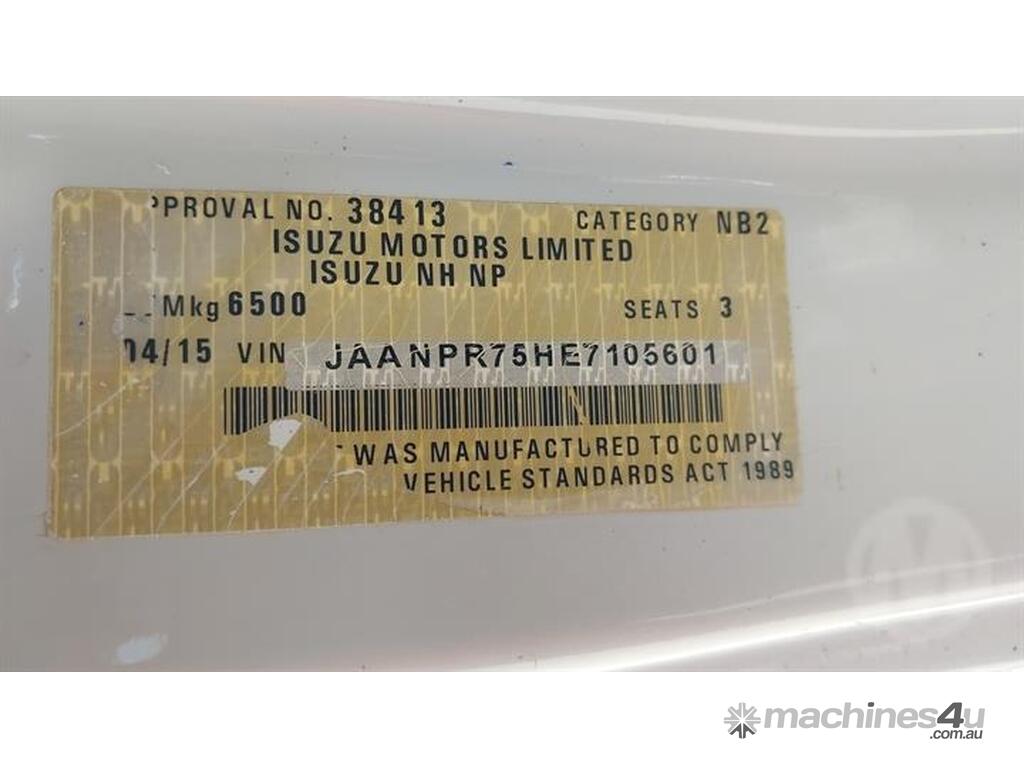 PPROVAL NO. 38413 CATEGORY NB2
ISUZU MOTORS LIMITED
ISUZU NH NP
Mkg 6500 SEATS 3
04/15 VIN JAANPR75HE7105601
WAS MANUFACTURED TO COMPLY
VEHICLE STANDARDS ACT 1989
machines4u
.com.au